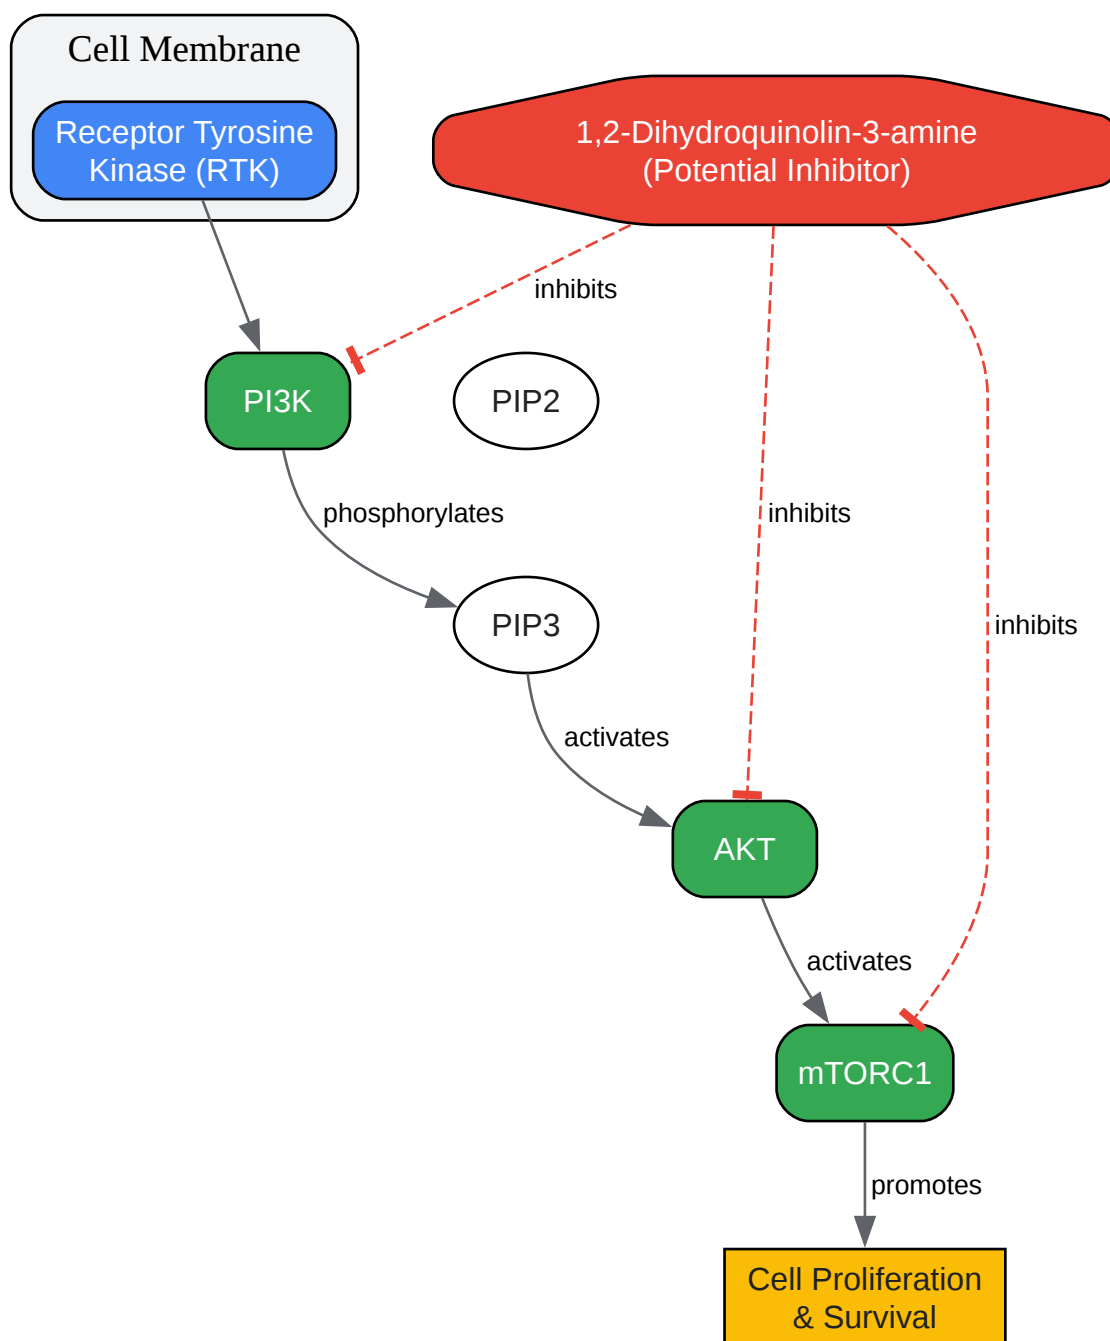 Cell Membrane
Receptor Tyrosine
Kinase (RTK)
1,2-Dihydroquinolin-3-amine
(Potential Inhibitor)
inhibits
PI3K
PIP2
phosphorylates
inhibits
PIP3
inhibits
activates
AKT
activates
mTORC1
promotes
Cell Proliferation
& Survival